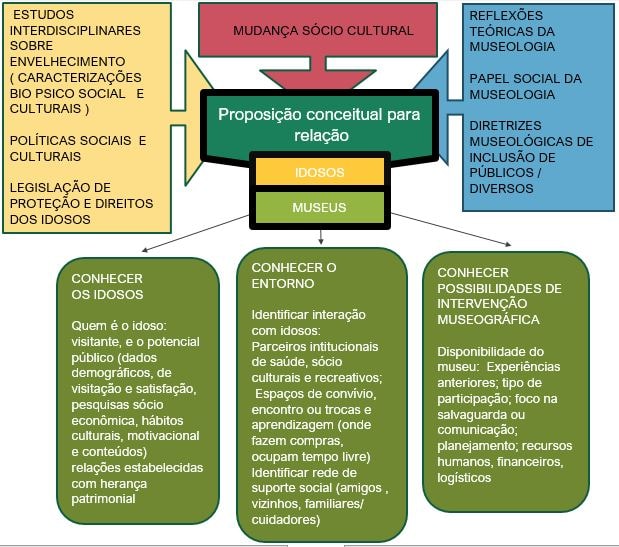 ESTUDOS
INTERDISCIPLINARES
SOBRE
ENVELHECIMENTO
( CARACTERIZAÇÕES
BIO PSICO SOCIAL E
CULTURAIS )
POLÍTICAS SOCIAIS E
CULTURAIS
LEGISLAÇÃO DE
PROTEÇÃO E DIREITOS
DOS IDOSOS
MUDANÇA SÓCIO CULTURAL
REFLEXÕES
TEÓRICAS DA
MUSEOLOGIA
PAPEL SOCIAL DA
MUSEOLOGIA
DIRETRIZES
MUSEOLÓGICAS DE
INCLUSÃO DE
PÚBLICOS /
DIVERSOS
Proposição conceitual para
relação
IDOSOS
MUSEUS
CONHECER
OS IDOSOS
Quem é o idoso:
visitante, e o potencial
público (dados
demográficos, de
visitação e satisfação,
pesquisas sócio
econômica, hábitos
culturais, motivacional
e conteúdos)
relações estabelecidas
com herança
patrimonial
CONHECER O
ENTORNO
Identificar interação
com idosos:
Parceiros intitucionais
de saúde, sócio
culturais e recreativos;
Espaços de convívio,
encontro ou trocas e
aprendizagem (onde
fazem compras,
ocupam tempo livre)
Identificar rede de
suporte social (amigos ,
vizinhos, familiares/
cuidadores)
CONHECER
POSSIBILIDADES DE
INTERVENÇÃO
MUSEOGRÁFICA
Disponibilidade do
museu: Experiências
anteriores; tipo de
participação; foco na
salvaguarda ou
comunicação;
planejamento; recursos
humanos, financeiros,
logísticos